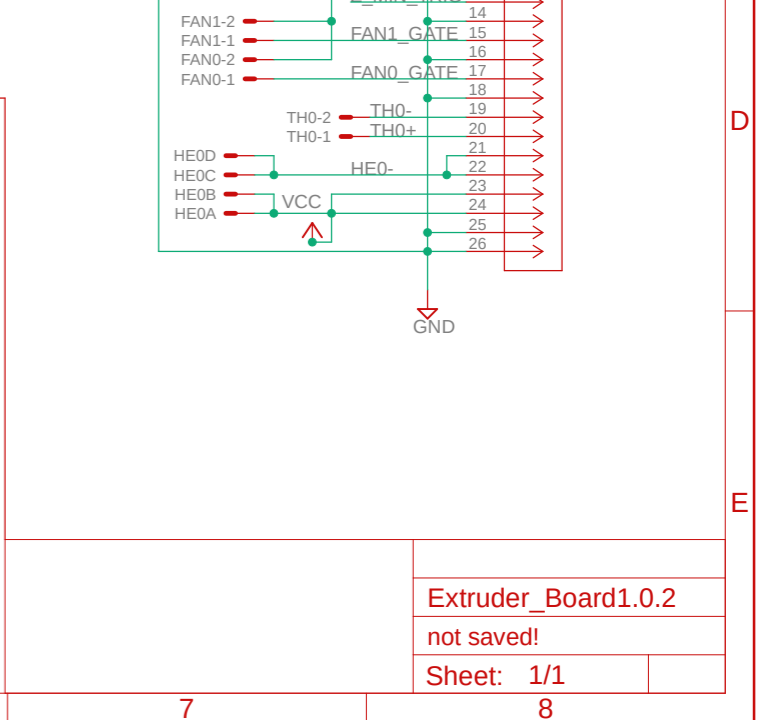 14
FAN1-2
FAN1-1 FAN1_GATE 15
FAN0-2 16
FAN0-1 FAN0_GATE 17
18
TH0-2 TH0- 19
TH0-1 TH0+ 20
HE0D 21
HE0C HE0- 22
HE0B 23
HE0A VCC 24
25
26
GND
D
E
Extruder_Board1.0.2
not saved!
Sheet: 1/1
7 8